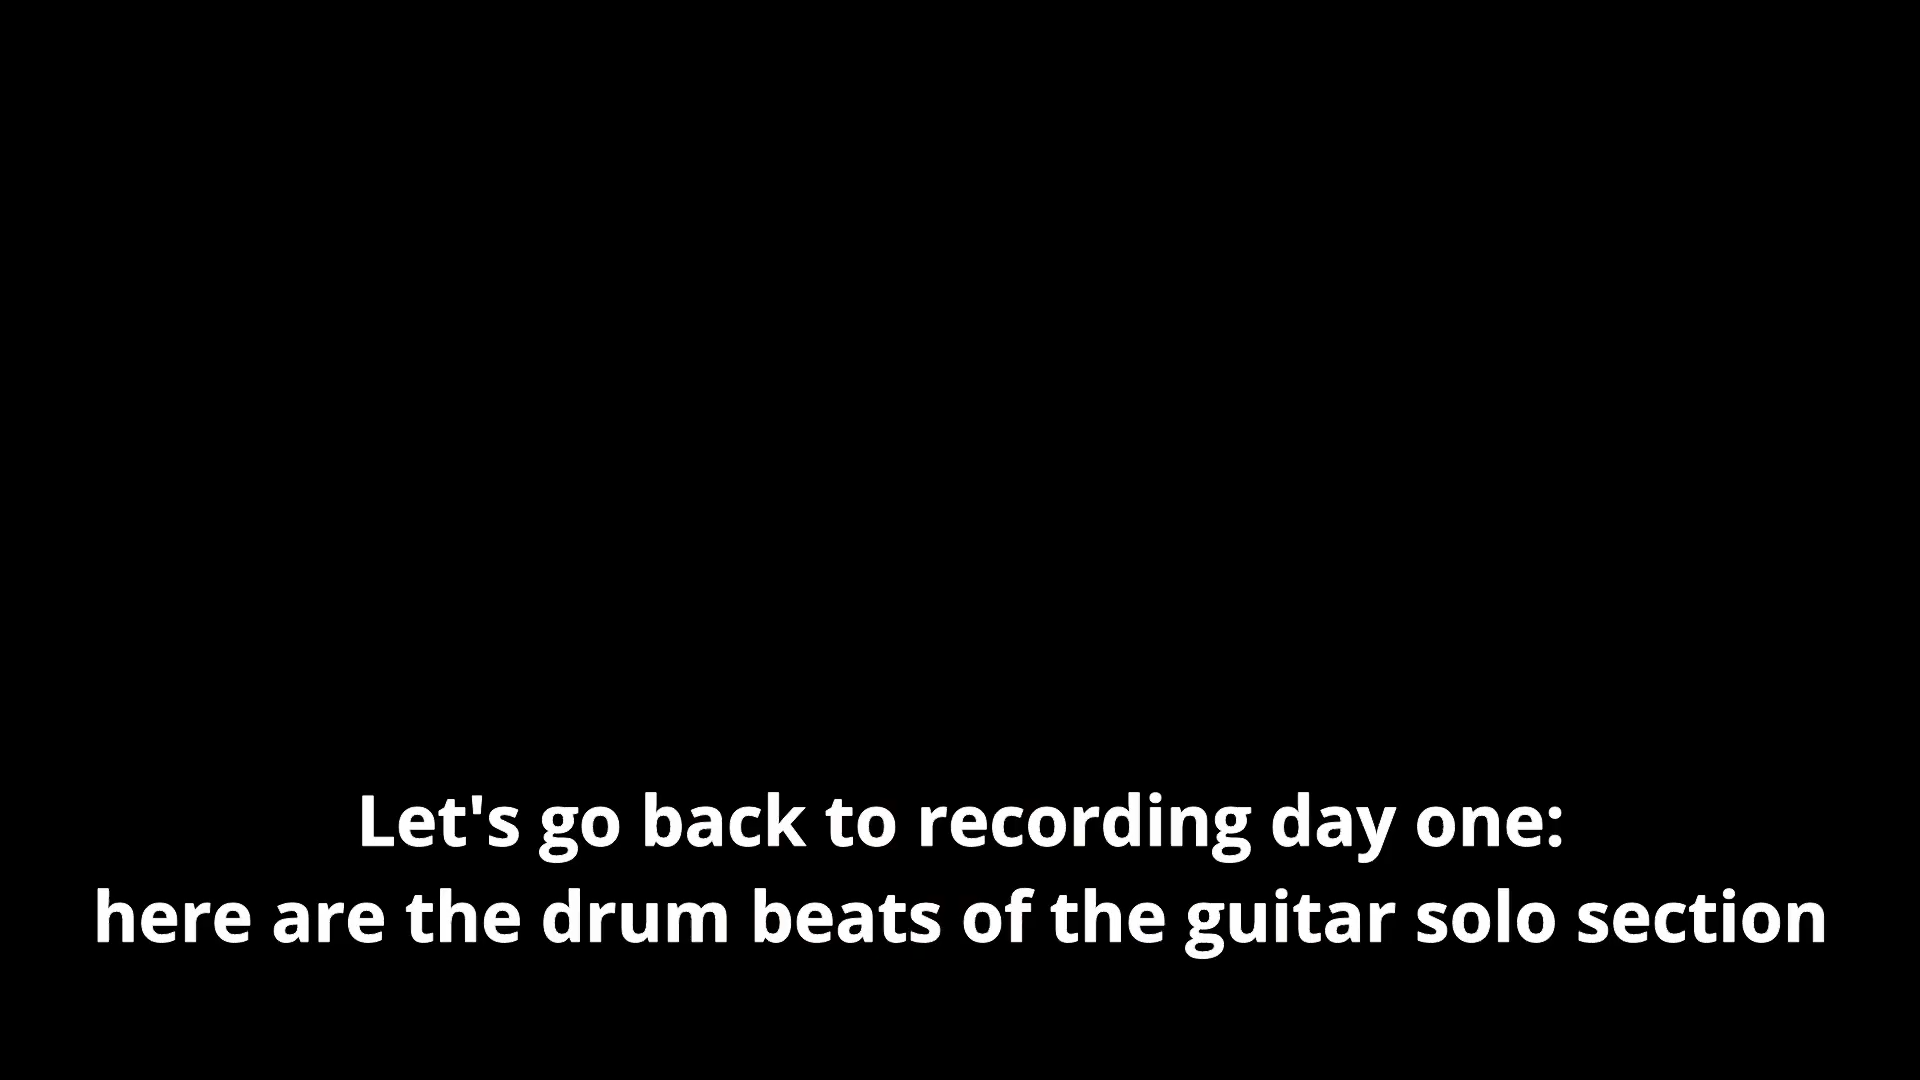 Let's go back to recording day one:
here are the drum beats of the guitar solo section